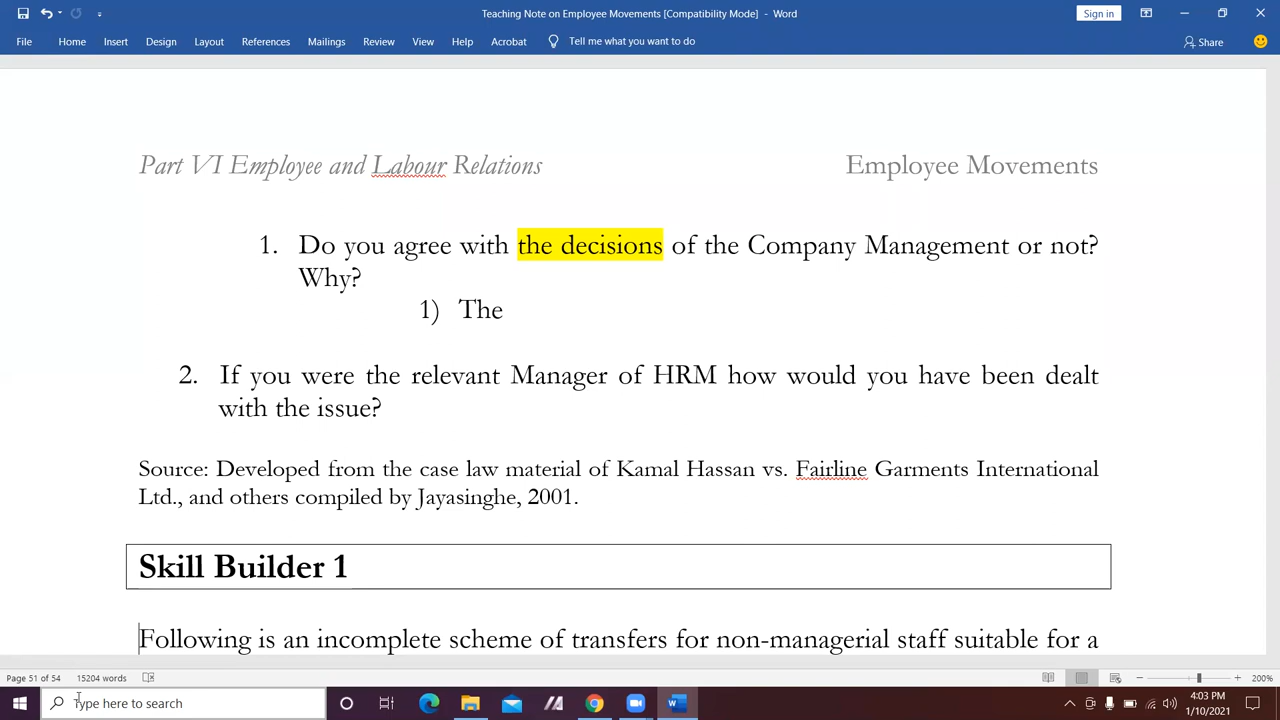 Teaching Note on Employee Movements [Compatibility Mode] - Word
Sign in
File Home Insert Design Layout References Mailings Review View Help Acrobat Tell me what you want to do Share
Part VI Employee and Labour Relations Employee Movements
1. Do you agree with the decisions of the Company Management or not?
Why?
1) The
2. If you were the relevant Manager of HRM how would you have been dealt
with the issue?
Source: Developed from the case law material of Kamal Hassan vs. Fairline Garments International
Ltd., and others compiled by Jayasinghe, 2001.
Skill Builder 1
Following is an incomplete scheme of transfers for non-managerial staff suitable for a
Page 51 of 54 15204 words 200%
Type here to search
4:03 PM
1/10/2021